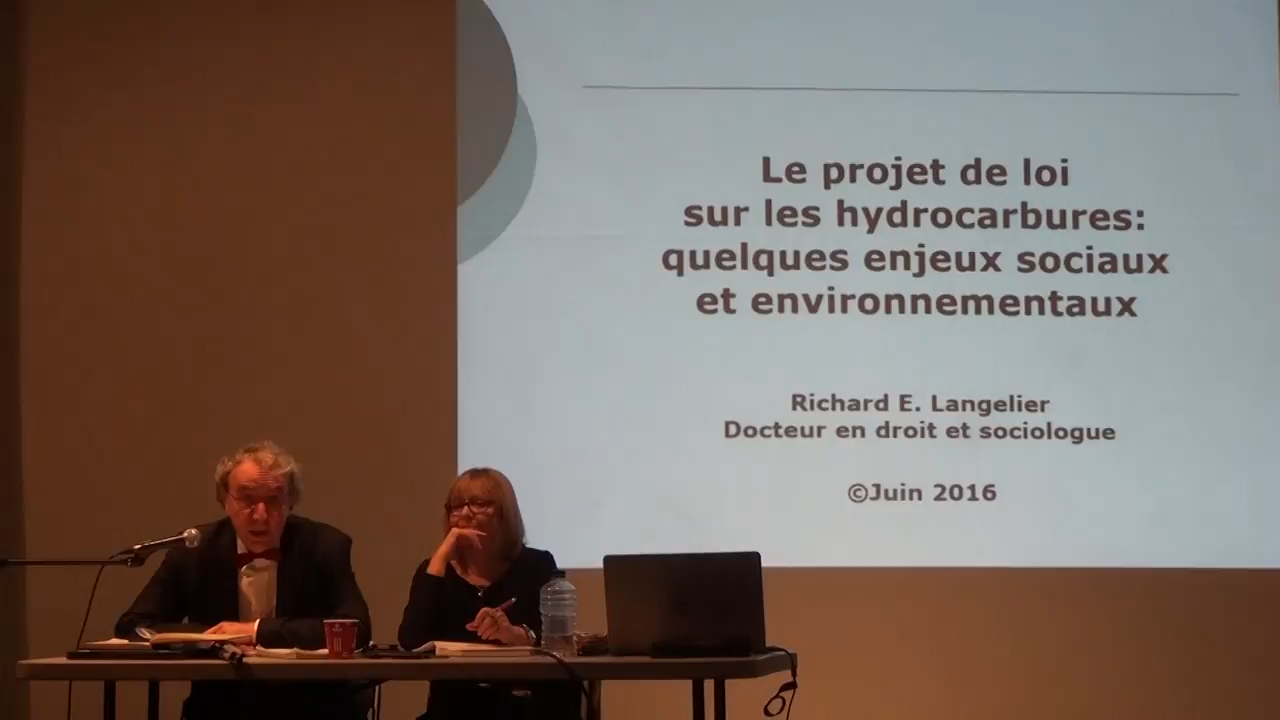 Le projet de loi
sur les hydrocarbures:
quelques enjeux sociaux
et environnementaux
Richard E. Langelier
Docteur en droit et sociologue
©Juin 2016